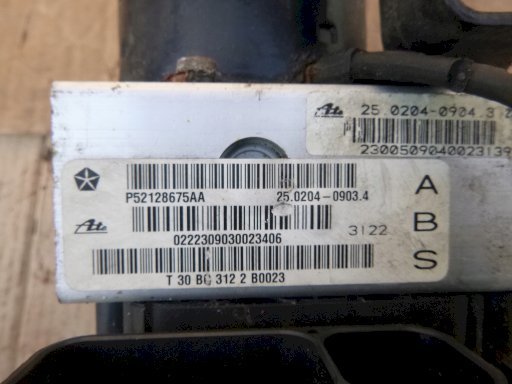 Ate 25 0204-0904.3
2300509040023139
P52128675AA 25.0204-0903.4
Ate
0222309030023406
3122
A
B
S
T 30 BC 312 2 B0023